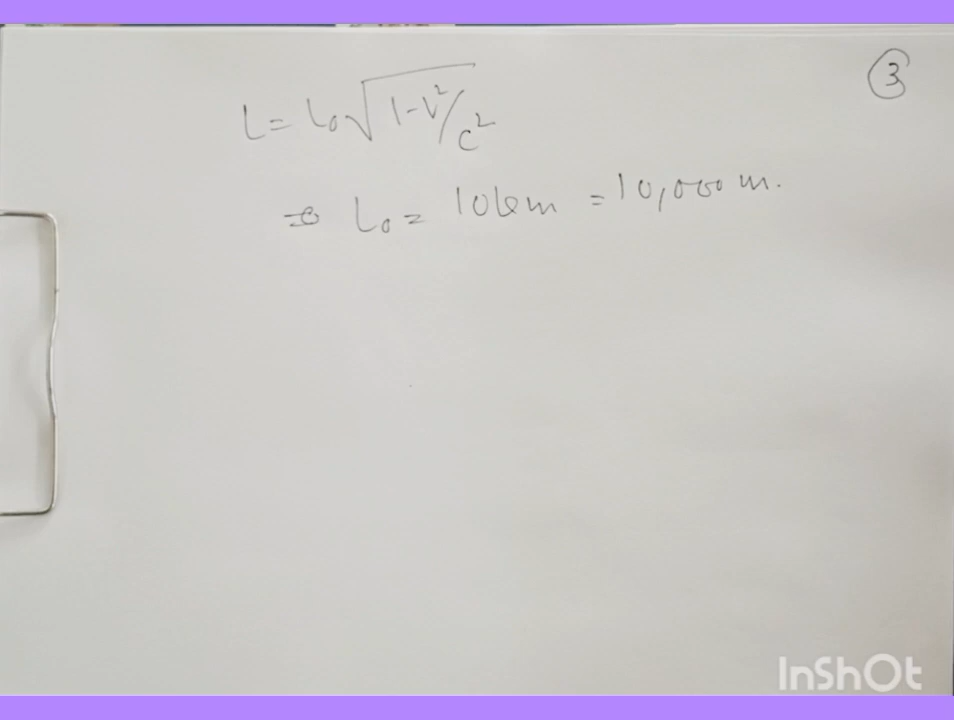 ③
L = L₀√1-v²/c²
⇒ L₀ = 10km = 10,000 m.
InShOt